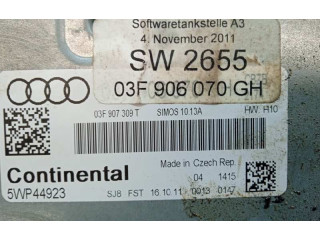 Softwaretankstelle A3
4. November 2011
SW 2655
03F 906 070 GH
03F 907 309 T SIMOS 10.13A HW: H10
Continental
Made in Czech Rep.
5WP44923
04 1415
SJ8 FST 16.10.11 0013 0147